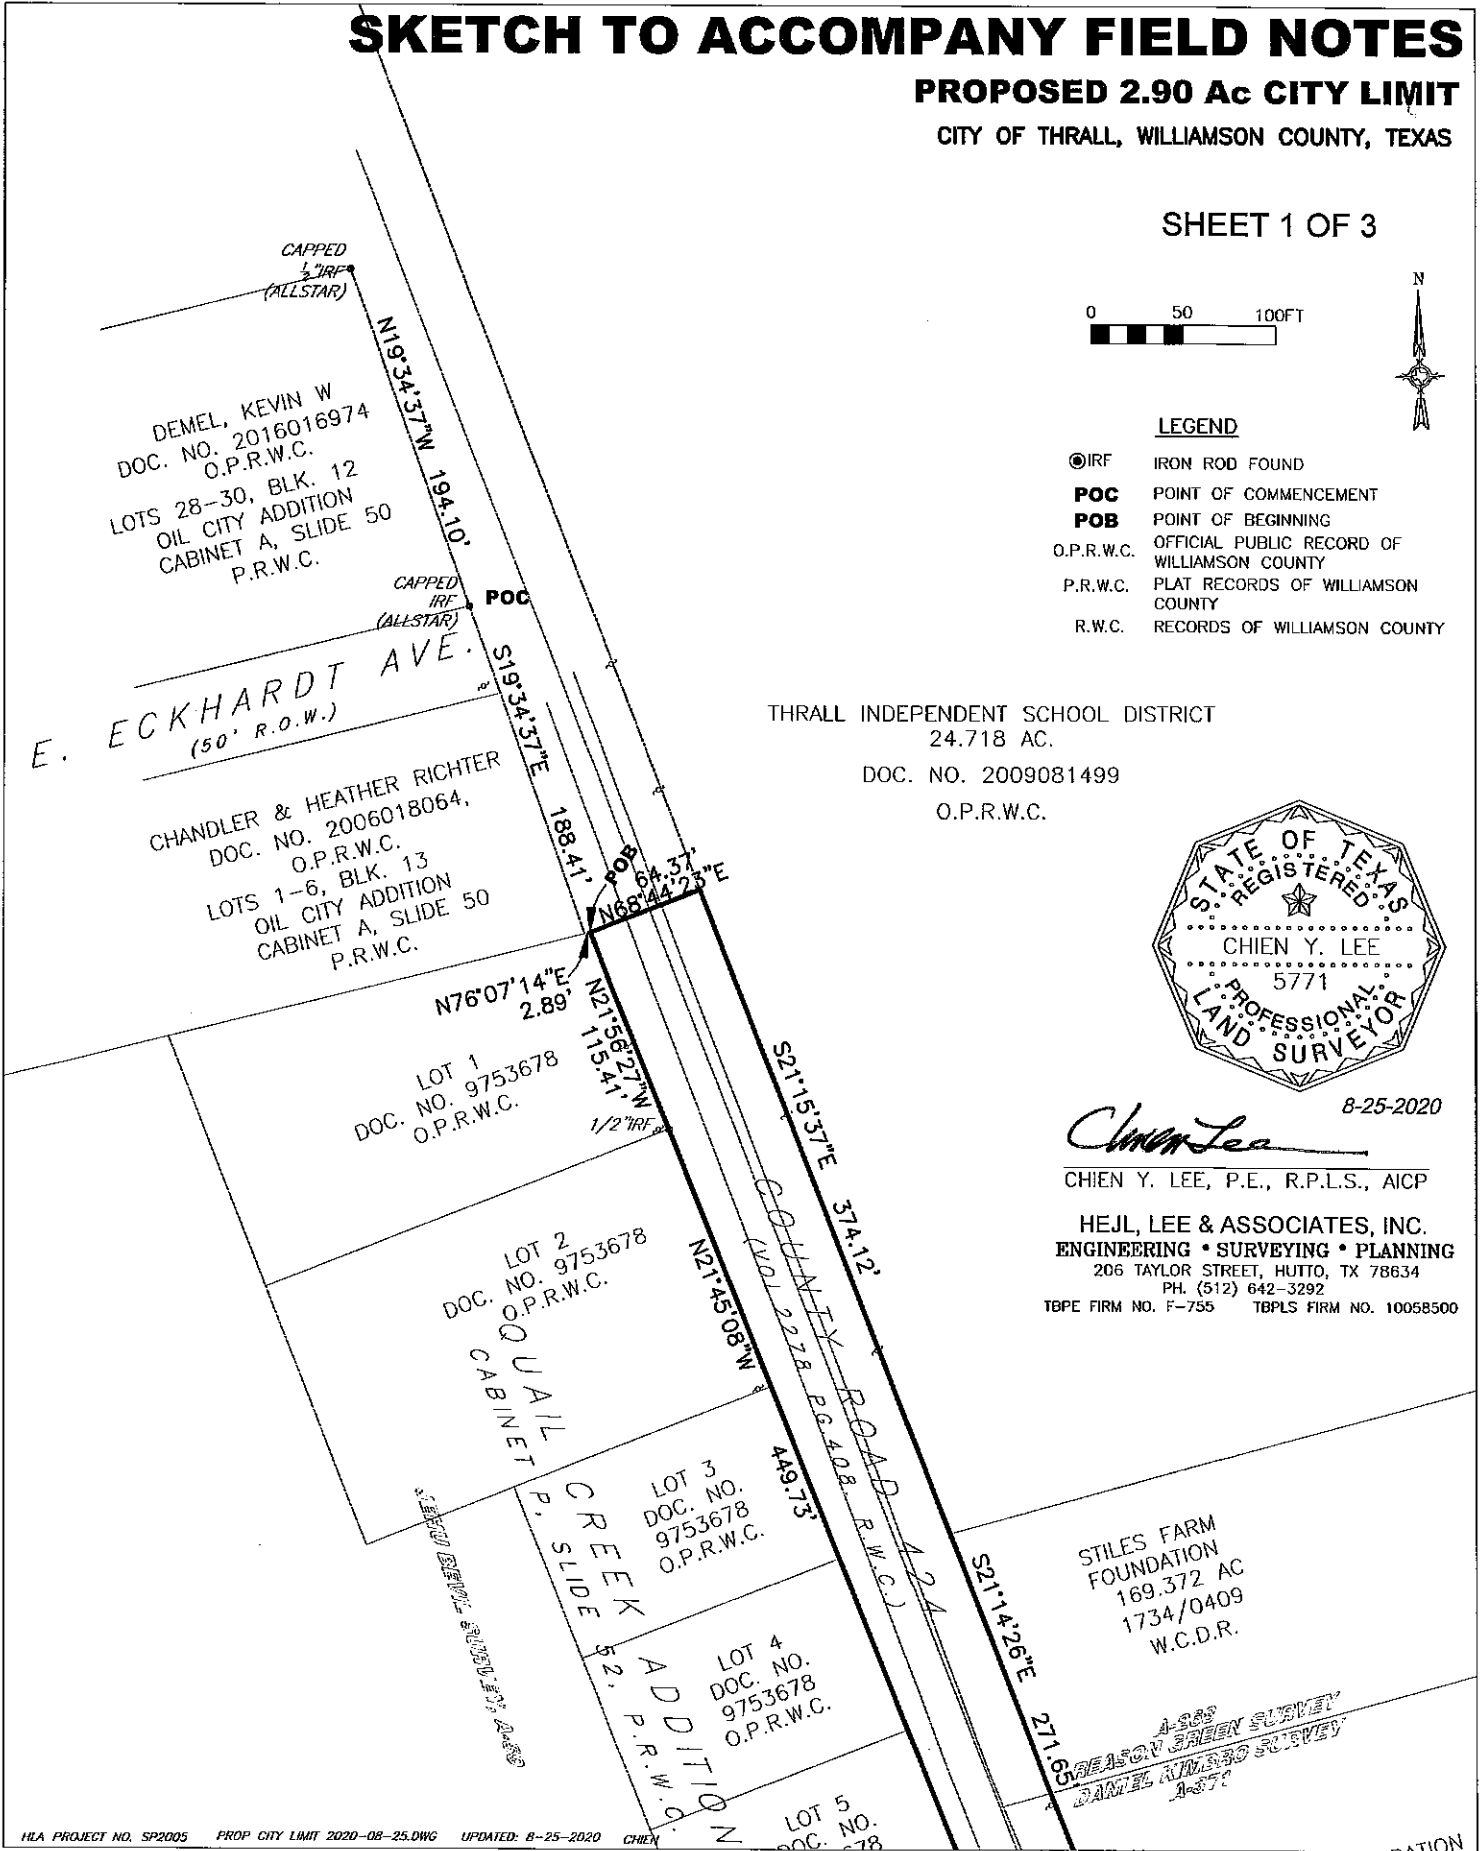 SKETCH TO ACCOMPANY FIELD NOTES
PROPOSED 2.90 Ac CITY LIMIT
CITY OF THRALL, WILLIAMSON COUNTY, TEXAS
SHEET 1 OF 3
N
0 50 100FT
LEGEND
IRF IRON ROD FOUND
POC POINT OF COMMENCEMENT
POB POINT OF BEGINNING
O.P.R.W.C. OFFICIAL PUBLIC RECORD OF
WILLIAMSON COUNTY
P.R.W.C. PLAT RECORDS OF WILLIAMSON
COUNTY
R.W.C. RECORDS OF WILLIAMSON COUNTY
CAPPED
½"IRF
(ALLSTAR)
N19°34'37"W 194.10'
DEMEL, KEVIN W
DOC. NO. 2016016974
O.P.R.W.C.
LOTS 28-30, BLK. 12
OIL CITY ADDITION
CABINET A, SLIDE 50
P.R.W.C.
CAPPED
IRF
(ALLSTAR)
POC
E. ECKHARDT AVE.
(50' R.O.W.)
S19°34'37"E 188.41'
CHANDLER & HEATHER RICHTER
DOC. NO. 2006018064,
O.P.R.W.C.
LOTS 1-6, BLK. 13
OIL CITY ADDITION
CABINET A, SLIDE 50
P.R.W.C.
THRALL INDEPENDENT SCHOOL DISTRICT
24.718 AC.
DOC. NO. 2009081499
O.P.R.W.C.
POB
64.37'
N68°44'23"E
N76°07'14"E
2.89'
N21°56'27"W
115.41'
1/2"IRF
LOT 1
DOC. NO. 9753678
O.P.R.W.C.
S21°15'37"E 374.12'
LOT 2
DOC. NO. 9753678
O.P.R.W.C.
N21°45'08"W 449.73'
COUNTY ROAD 424
(VOL 2278 PG 408, R.W.C.)
QUAIL CREEK ADDITION
CABINET P, SLIDE 52, P.R.W.C.
LOT 3
DOC. NO.
9753678
O.P.R.W.C.
LOT 4
DOC. NO.
9753678
O.P.R.W.C.
LOT 5
DOC. NO.
S21°14'26"E 271.65'
STILES FARM
FOUNDATION
169.372 AC
1734/0409
W.C.D.R.
REASON GREEN SURVEY
DANIEL KIMBRO SURVEY
A-371
STATE OF TEXAS
REGISTERED
CHIEN Y. LEE
5771
PROFESSIONAL
LAND SURVEYOR
8-25-2020
Chien Lee
CHIEN Y. LEE, P.E., R.P.L.S., AICP
HEJL, LEE & ASSOCIATES, INC.
ENGINEERING • SURVEYING • PLANNING
206 TAYLOR STREET, HUTTO, TX 78634
PH. (512) 642-3292
TBPE FIRM NO. F-755 TBPLS FIRM NO. 10058500
HLA PROJECT NO. SP2005 PROP CITY LIMIT 2020-08-25.DWG UPDATED: 8-25-2020 CHIEN